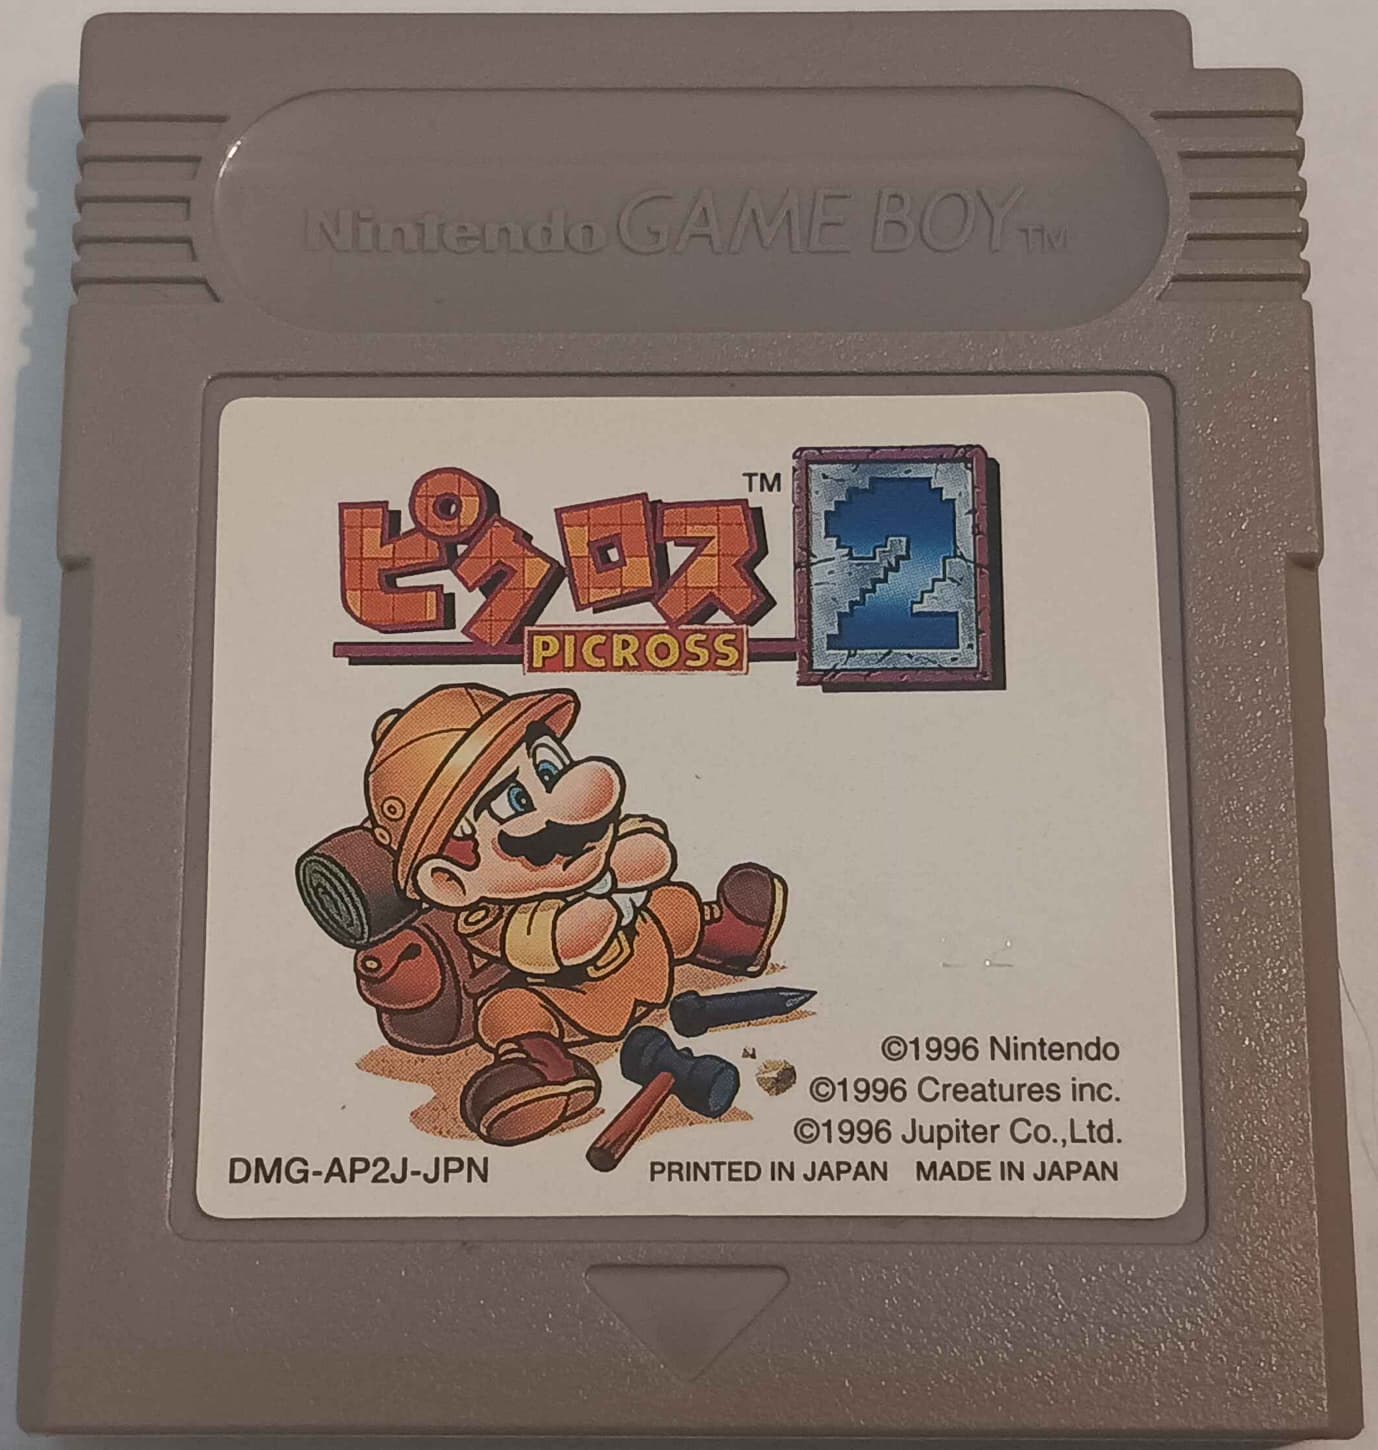 Nintendo GAME BOY™
ピクロス™ 2
PICROSS
©1996 Nintendo
©1996 Creatures inc.
©1996 Jupiter Co.,Ltd.
DMG-AP2J-JPN PRINTED IN JAPAN MADE IN JAPAN